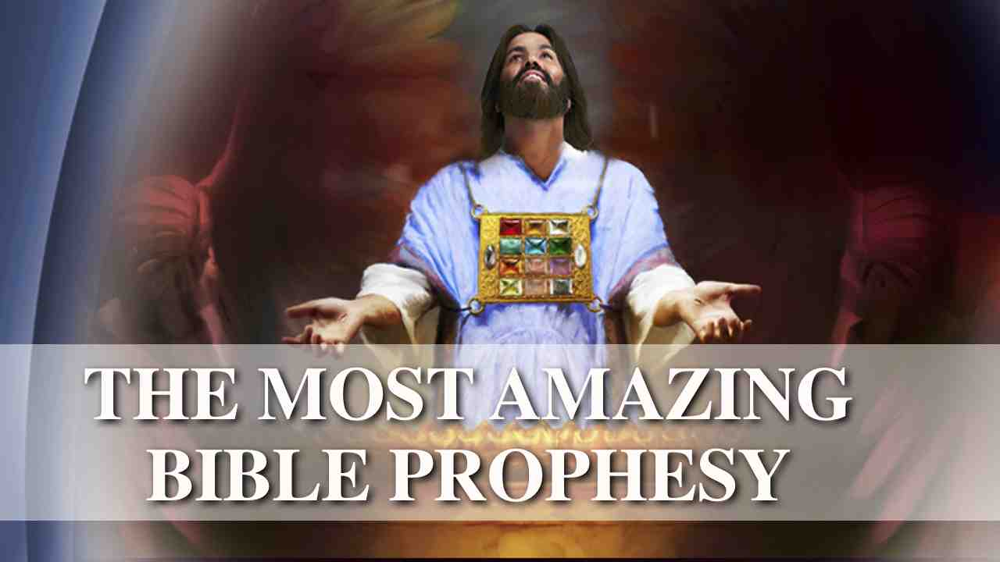 THE MOST AMAZING
BIBLE PROPHESY